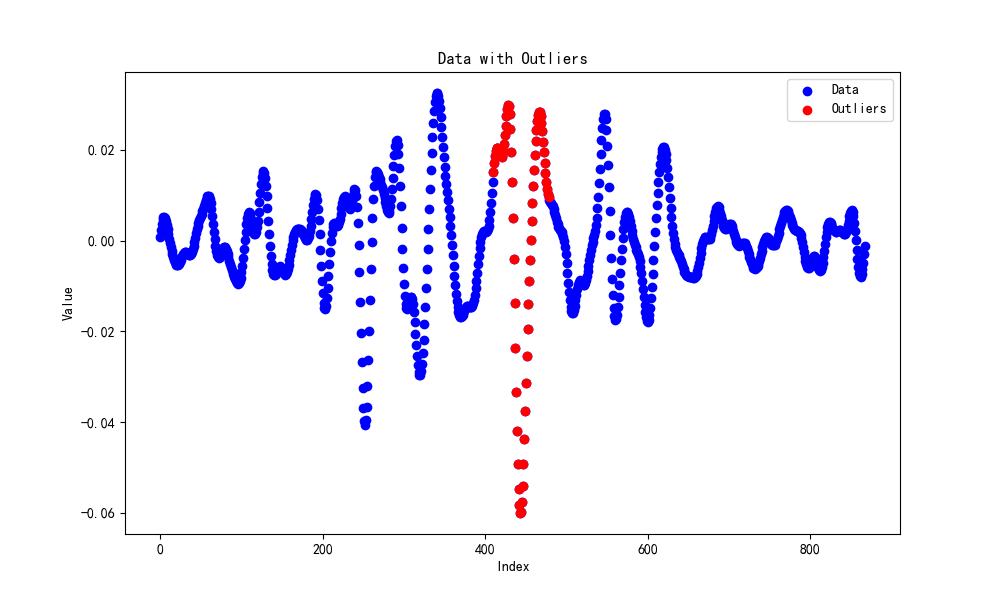 Data with Outliers
Data
Outliers
0.02
0.00
-0.02
-0.04
-0.06
Value
0 200 400 600 800
Index